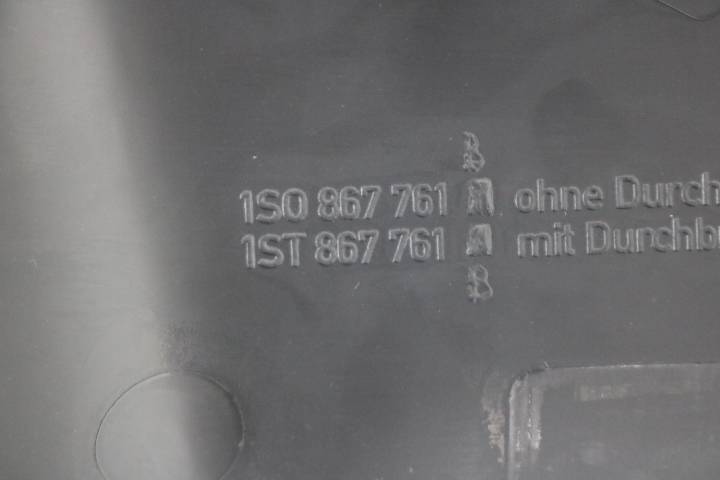 B
1S0 867 761 A ohne Durch
1ST 867 761 A mit Durchb
B